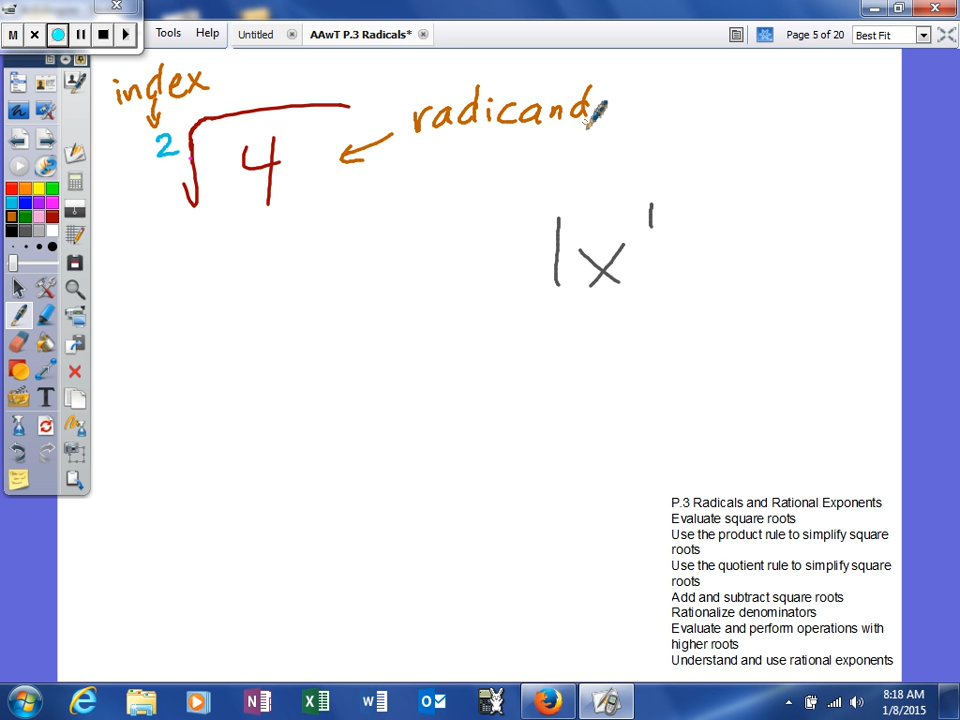 M
Tools Help Untitled AAwT P.3 Radicals* Page 5 of 20 Best Fit
index
radicand
2
4
1x¹
P.3 Radicals and Rational Exponents
Evaluate square roots
Use the product rule to simplify square
roots
Use the quotient rule to simplify square
roots
Add and subtract square roots
Rationalize denominators
Evaluate and perform operations with
higher roots
Understand and use rational exponents
8:18 AM
1/8/2015